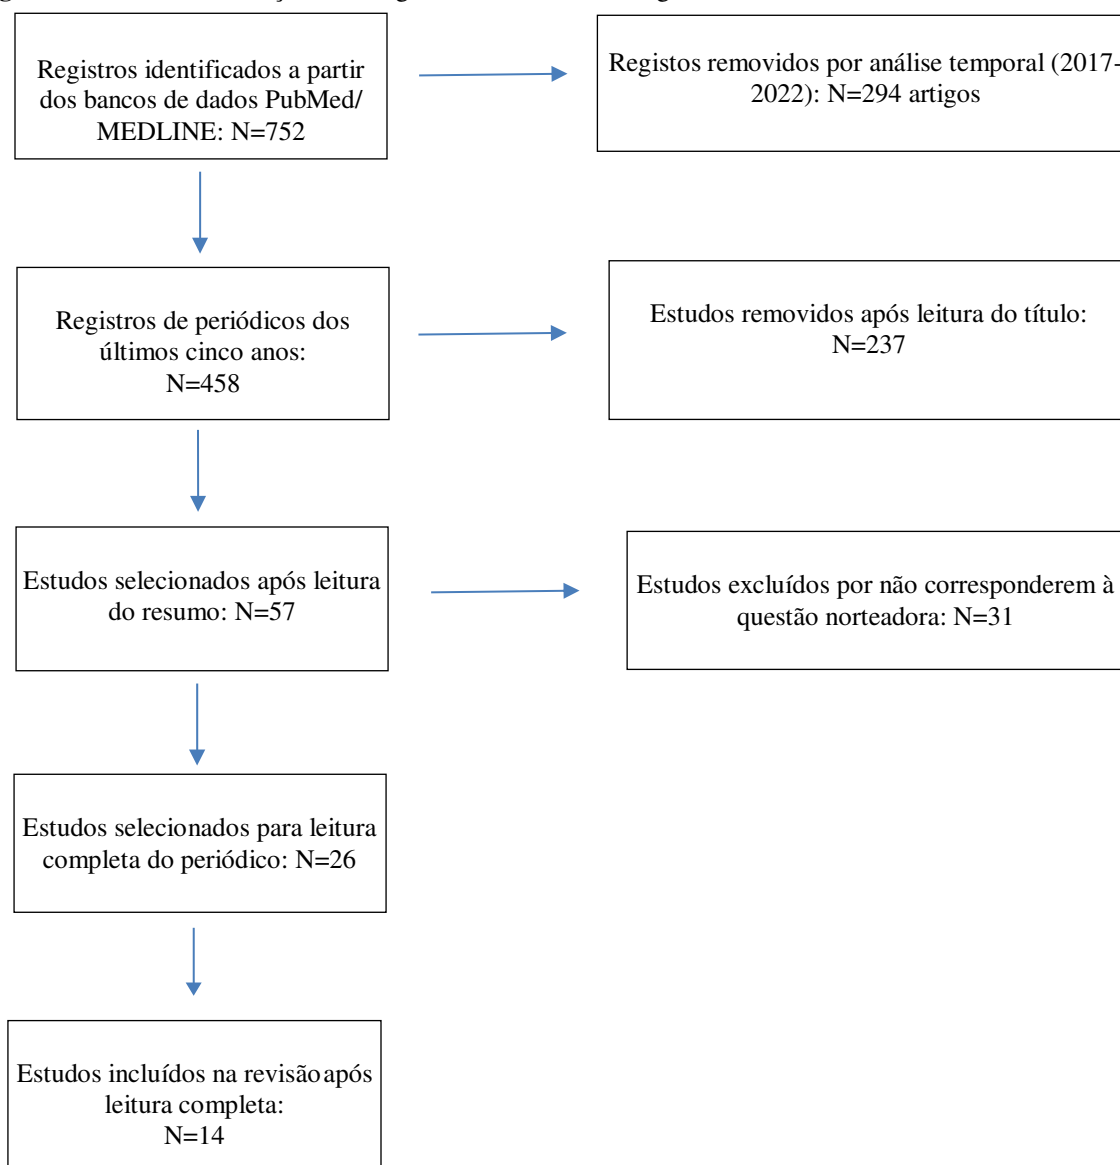 Registros identificados a partir
dos bancos de dados PubMed/
MEDLINE: N=752
Registos removidos por análise temporal (2017-
2022): N=294 artigos
Registros de periódicos dos
últimos cinco anos:
N=458
Estudos removidos após leitura do título:
N=237
Estudos selecionados após leitura
do resumo: N=57
Estudos excluídos por não corresponderem à
questão norteadora: N=31
Estudos selecionados para leitura
completa do periódico: N=26
Estudos incluídos na revisão após
leitura completa:
N=14